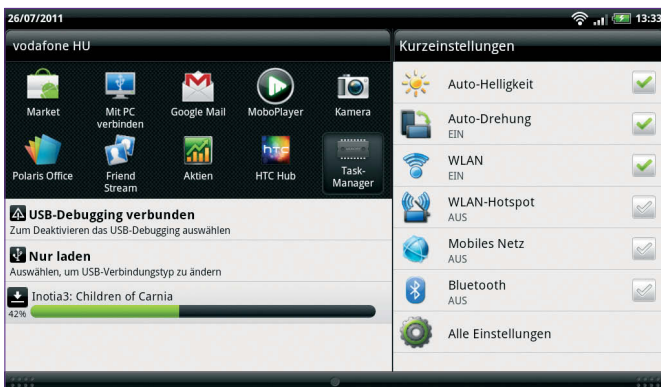 26/07/2011
13:33
vodafone HU
Market
Mit PC
verbinden
Google Mail
MoboPlayer
Kamera
Polaris Office
Friend
Stream
Aktien
hTC
HTC Hub
Task-
Manager
USB-Debugging verbunden
Zum Deaktivieren das USB-Debugging auswählen
Nur laden
Auswählen, um USB-Verbindungstyp zu ändern
Inotia3: Children of Carnia
42%
Kurzeinstellungen
Auto-Helligkeit
Auto-Drehung
EIN
WLAN
EIN
WLAN-Hotspot
AUS
Mobiles Netz
AUS
Bluetooth
AUS
Alle Einstellungen